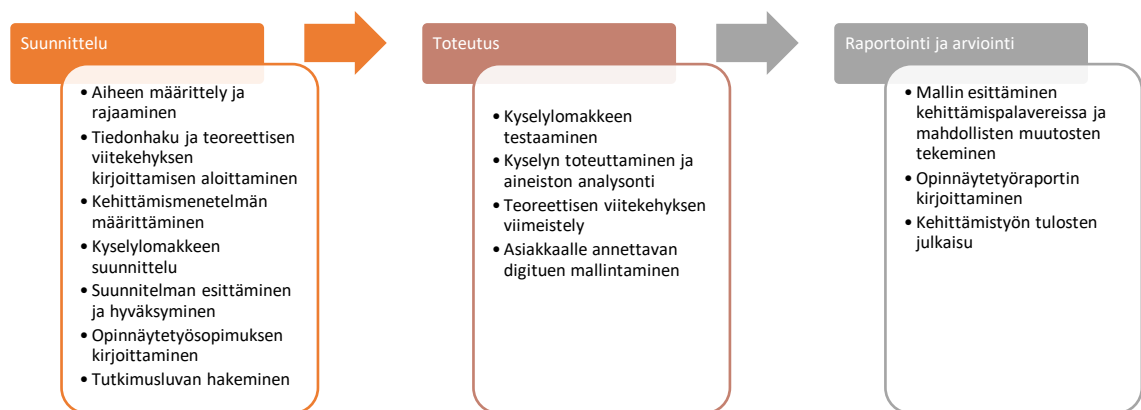 Suunnittelu
• Aiheen määrittely ja
rajaaminen
• Tiedonhaku ja teoreettisen
viitekehyksen
kirjoittamisen aloittaminen
• Kehittämismenetelmän
määrittäminen
• Kyselylomakkeen
suunnittelu
• Suunnitelman esittäminen
ja hyväksyminen
• Opinnäytetyösopimuksen
kirjoittaminen
• Tutkimusluvan hakeminen
Toteutus
• Kyselylomakkeen
testaaminen
• Kyselyn toteuttaminen ja
aineiston analysonti
• Teoreettisen viitekehyksen
viimeistely
• Asiakkaalle annettavan
digituen mallintaminen
Raportointi ja arviointi
• Mallin esittäminen
kehittämispalavereissa ja
mahdollisten muutosten
tekeminen
• Opinnäytetyöraportin
kirjoittaminen
• Kehittämistyön tulosten
julkaisu